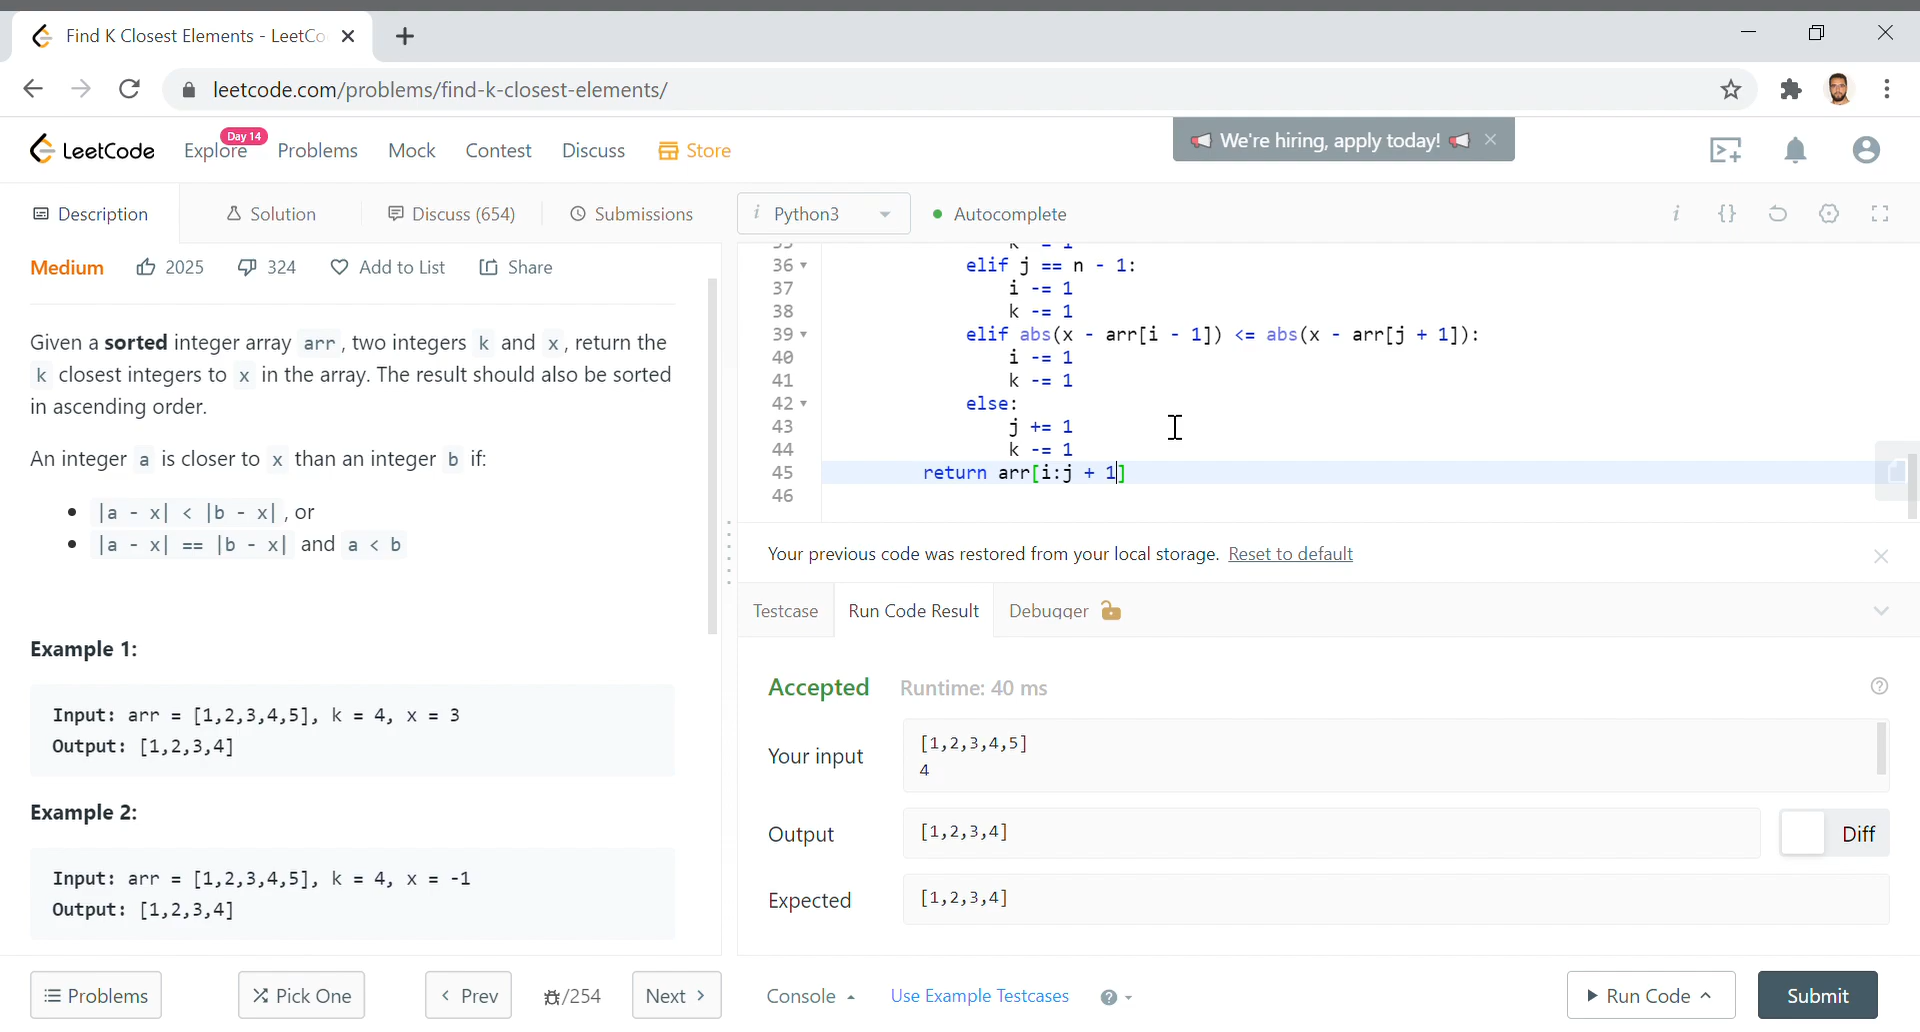 Find K Closest Elements - LeetCo
leetcode.com/problems/find-k-closest-elements/
LeetCode
Explore
Day 14
Problems
Mock
Contest
Discuss
Store
We're hiring, apply today!
Description
Solution
Discuss (654)
Submissions
i Python3
Autocomplete
Medium
2025
324
Add to List
Share
Given a sorted integer array arr, two integers k and x, return the
k closest integers to x in the array. The result should also be sorted
in ascending order.
An integer a is closer to x than an integer b if:
• |a - x| < |b - x|, or
• |a - x| == |b - x| and a < b
Example 1:
Input: arr = [1,2,3,4,5], k = 4, x = 3
Output: [1,2,3,4]
Example 2:
Input: arr = [1,2,3,4,5], k = 4, x = -1
Output: [1,2,3,4]
Problems
Pick One
Prev
/254
Next
36 elif j == n - 1:
37 i -= 1
38 k -= 1
39 elif abs(x - arr[i - 1]) <= abs(x - arr[j + 1]):
40 i -= 1
41 k -= 1
42 else:
43 j += 1
44 k -= 1
45 return arr[i:j + 1]
46
Your previous code was restored from your local storage. Reset to default
Testcase
Run Code Result
Debugger
Accepted
Runtime: 40 ms
Your input
[1,2,3,4,5]
4
Output
[1,2,3,4]
Diff
Expected
[1,2,3,4]
Console
Use Example Testcases
Run Code
Submit